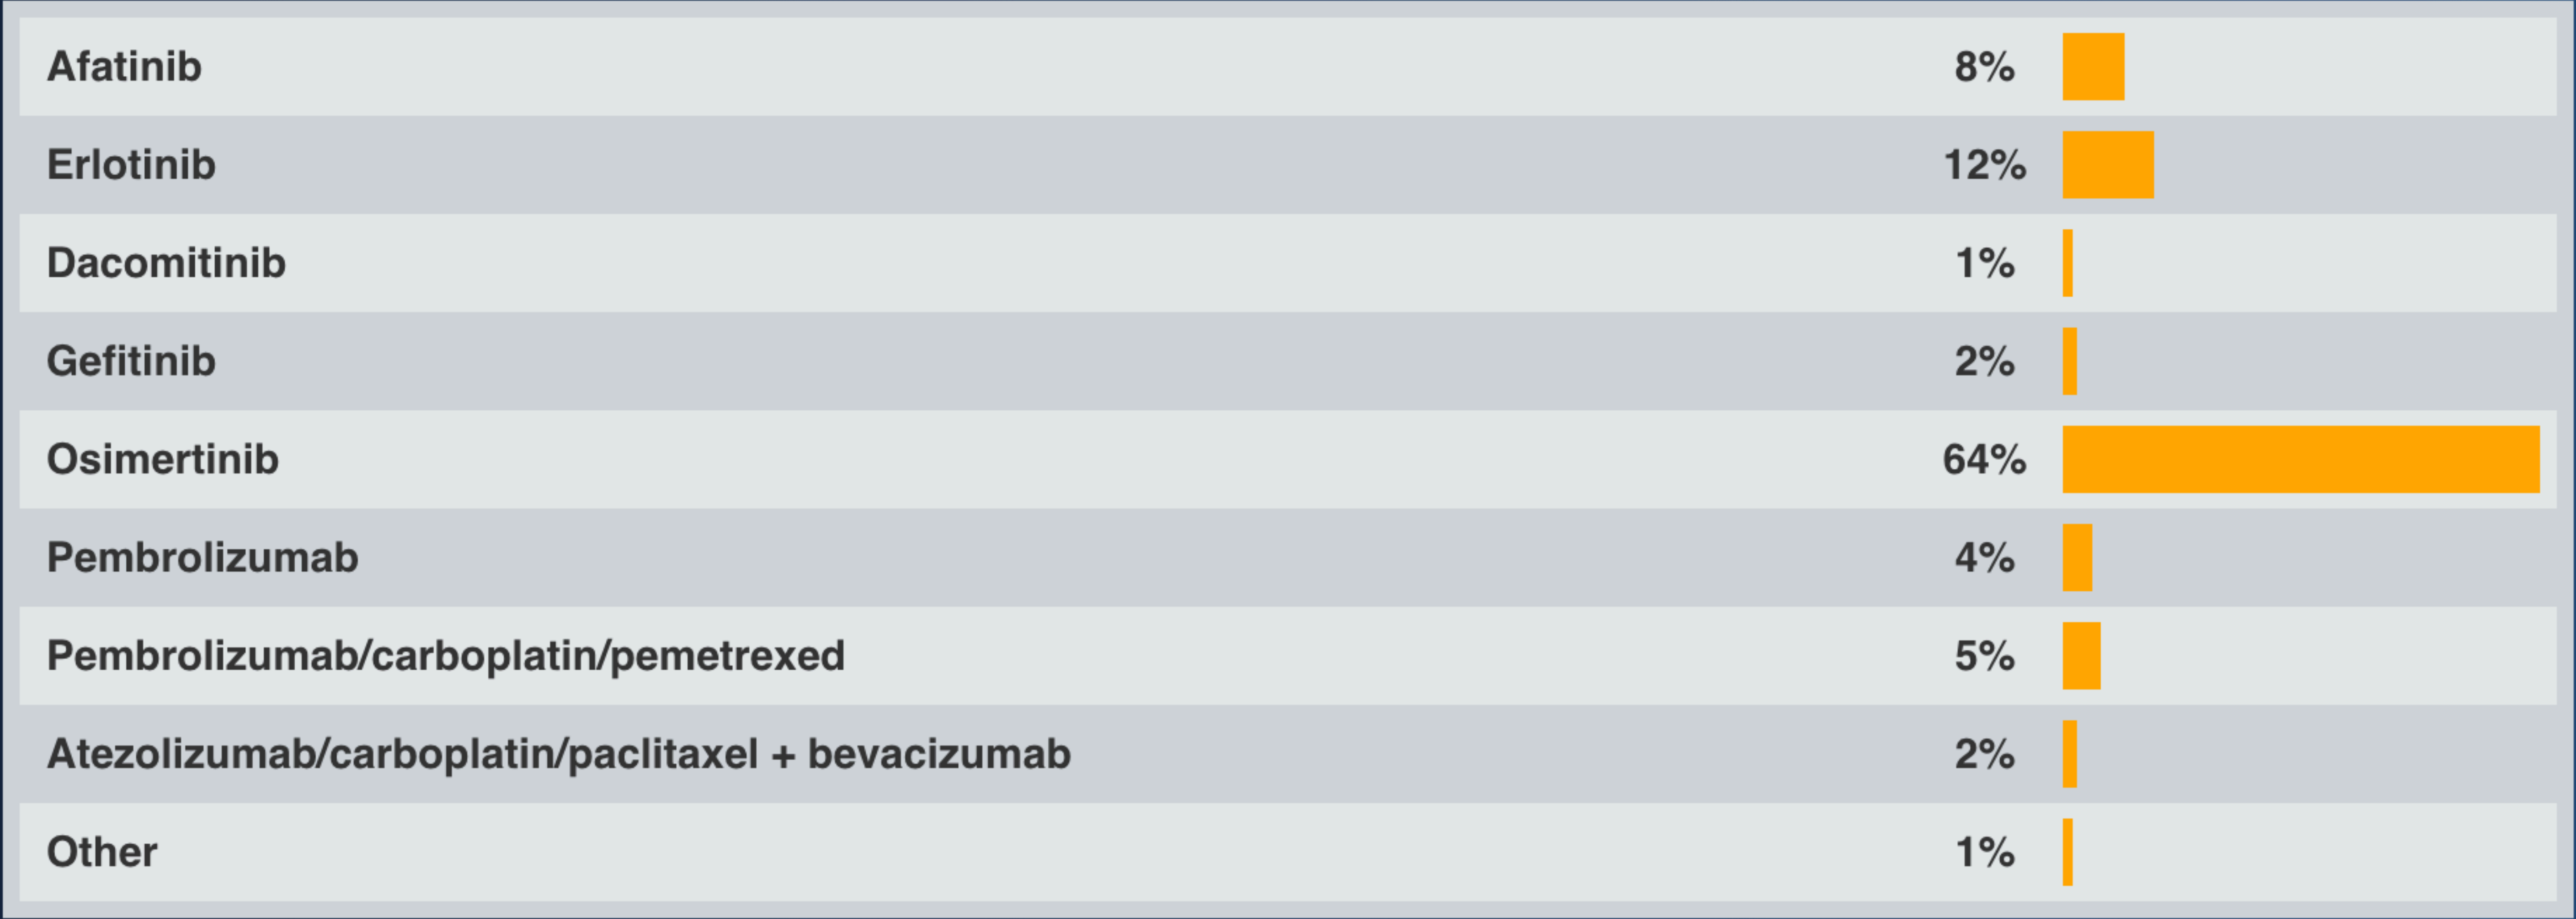 Afatinib 8%
Erlotinib 12%
Dacomitinib 1%
Gefitinib 2%
Osimertinib 64%
Pembrolizumab 4%
Pembrolizumab/carboplatin/pemetrexed 5%
Atezolizumab/carboplatin/paclitaxel + bevacizumab 2%
Other 1%